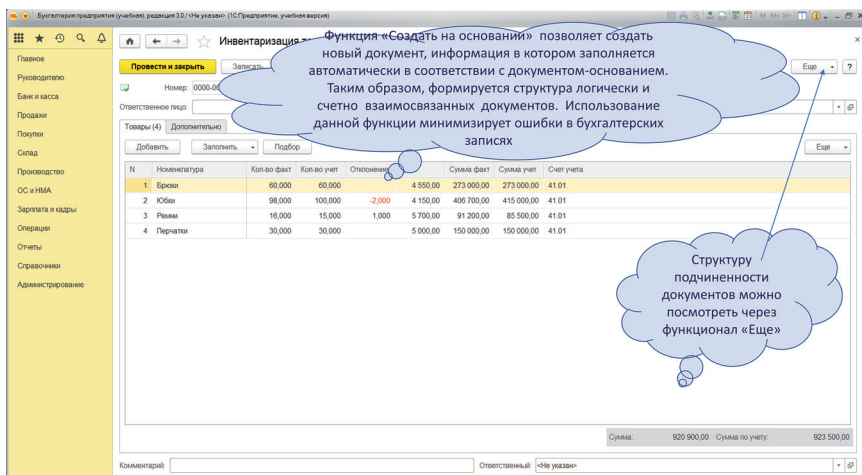 Бухгалтерия предприятия (учебная), редакция 3.0 / <Не указан> (1С:Предприятие, учебная версия)
M M+ M-
Главное
Руководителю
Банк и касса
Продажи
Покупки
Склад
Производство
ОС и НМА
Зарплата и кадры
Операции
Отчеты
Справочники
Администрирование
Инвентаризация
Провести и закрыть Записать Еще ?
Номер: 0000-00
Ответственное лицо:
Товары (4) Дополнительно
Добавить Заполнить Подбор Еще
N Номенклатура Кол-во факт Кол-во учет Отклонение Сумма факт Сумма учет Счет учета
1 Брюки 60,000 60,000 4 550,00 273 000,00 273 000,00 41.01
2 Юбки 98,000 100,000 -2,000 4 150,00 406 700,00 415 000,00 41.01
3 Ремни 16,000 15,000 1,000 5 700,00 91 200,00 85 500,00 41.01
4 Перчатки 30,000 30,000 5 000,00 150 000,00 150 000,00 41.01
Функция «Создать на основании» позволяет создать
новый документ, информация в котором заполняется
автоматически в соответствии с документом-основанием.
Таким образом, формируется структура логически и
счетно взаимосвязанных документов. Использование
данной функции минимизирует ошибки в бухгалтерских
записях
Структуру
подчиненности
документов можно
посмотреть через
функционал «Еще»
Сумма: 920 900,00 Сумма по учету: 923 500,00
Комментарий: Ответственный: <Не указан>